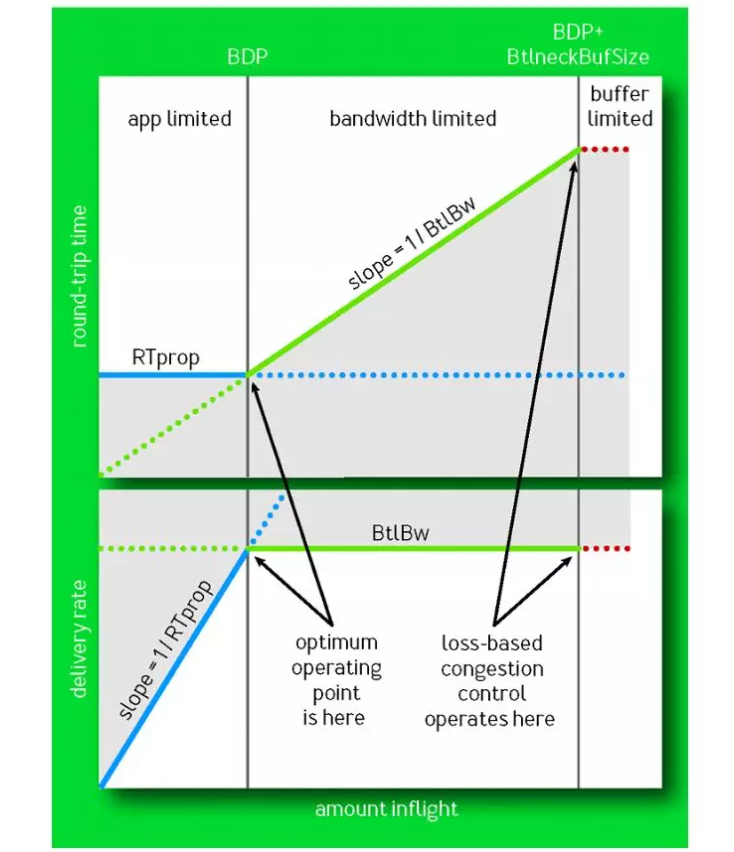 BDP
BDP+
BtlneckBufSize
app limited
bandwidth limited
buffer
limited
round-trip time
slope = 1 / BtlBw
RTprop
BtlBw
delivery rate
slope = 1 / RTprop
optimum
operating
point
is here
loss-based
congestion
control
operates here
amount inflight